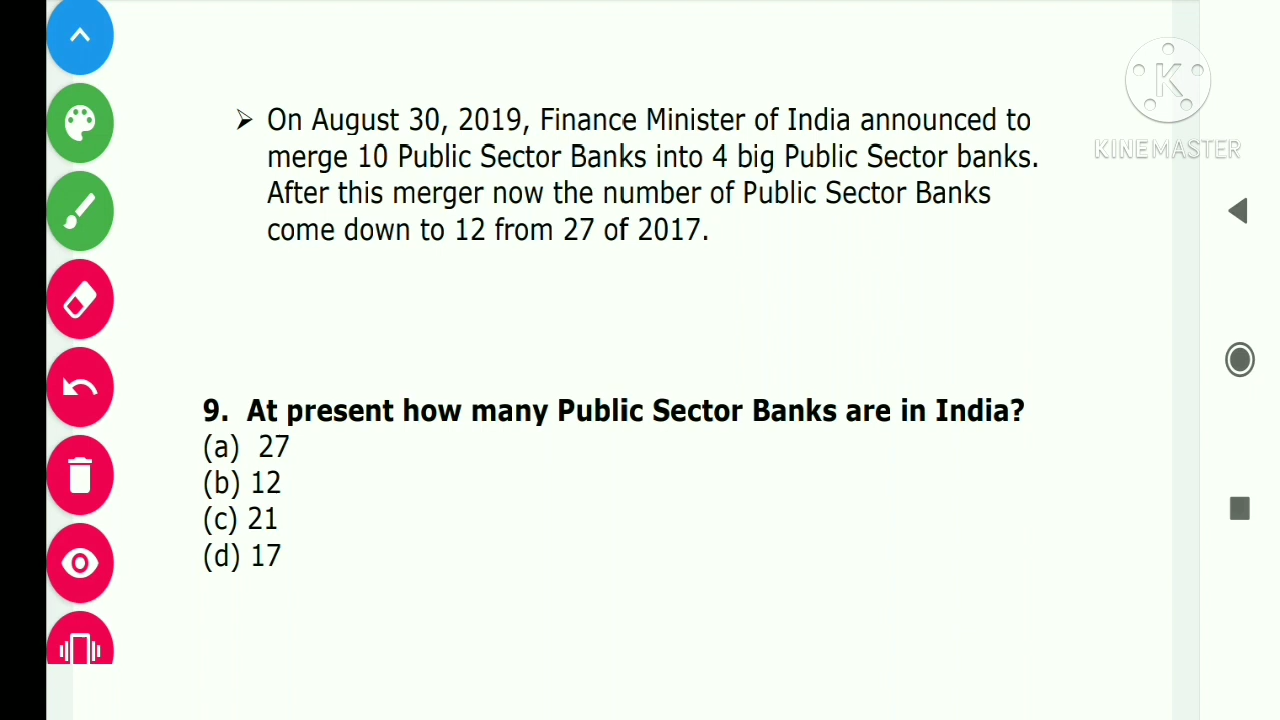 ➢ On August 30, 2019, Finance Minister of India announced to
merge 10 Public Sector Banks into 4 big Public Sector banks.
After this merger now the number of Public Sector Banks
come down to 12 from 27 of 2017.
K
KINEMASTER
9. At present how many Public Sector Banks are in India?
(a) 27
(b) 12
(c) 21
(d) 17